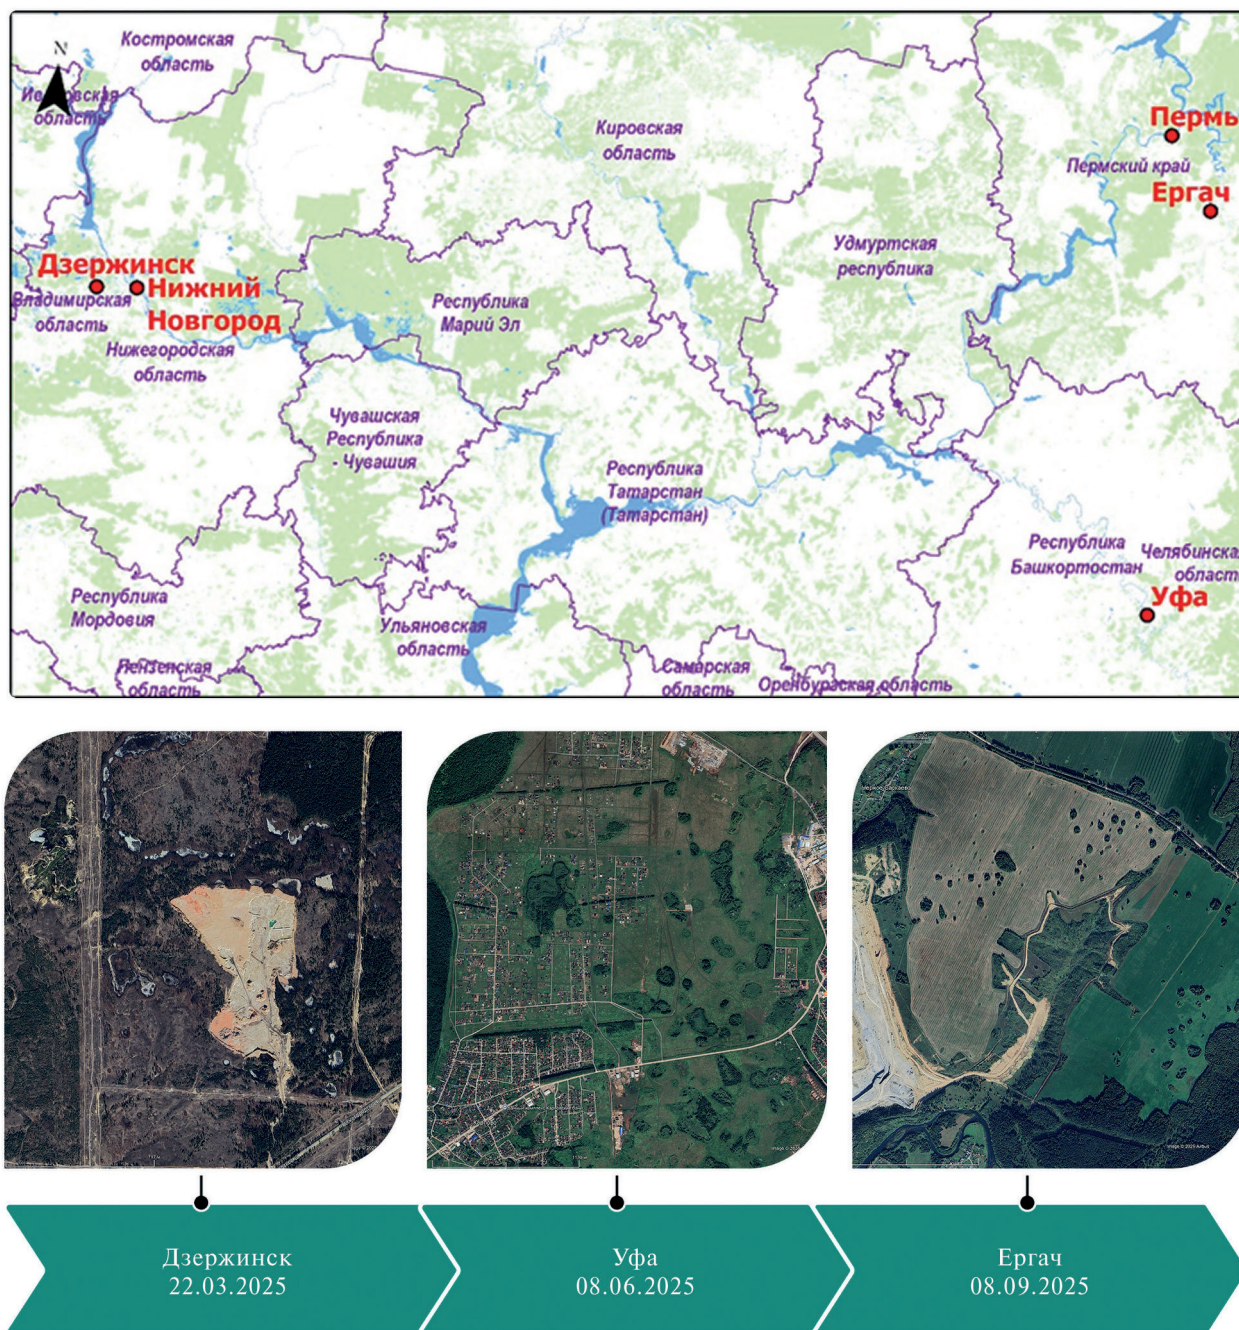 N
Костромская
область
Ивановская
область
Кировская
область
Пермь
Пермский край
Ергач
Удмуртская
республика
Дзержинск
Нижний
Новгород
Владимирская
область
Республика
Марий Эл
Нижегородская
область
Чувашская
Республика
- Чувашия
Республика
Татарстан
(Татарстан)
Республика
Башкортостан
Челябинская
область
Уфа
Республика
Мордовия
Ульяновская
область
Пензенская
область
Самарская
область
Оренбургская область
Дзержинск
22.03.2025
Уфа
08.06.2025
Ергач
08.09.2025